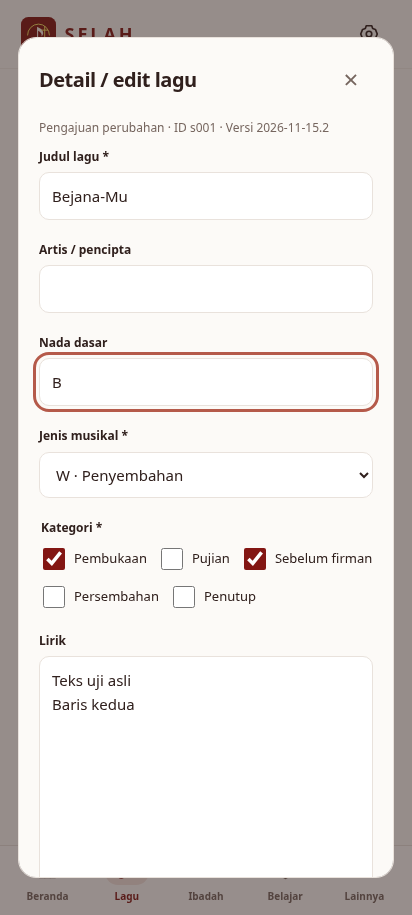 SELAH
Detail / edit lagu
Pengajuan perubahan · ID s001 · Versi 2026-11-15.2
Judul lagu *
Bejana-Mu
Artis / pencipta
Nada dasar
B
Jenis musikal *
W · Penyembahan
Kategori *
Pembukaan Pujian Sebelum firman
Persembahan Penutup
Lirik
Teks uji asli
Baris kedua
Beranda Lagu Ibadah Belajar Lainnya